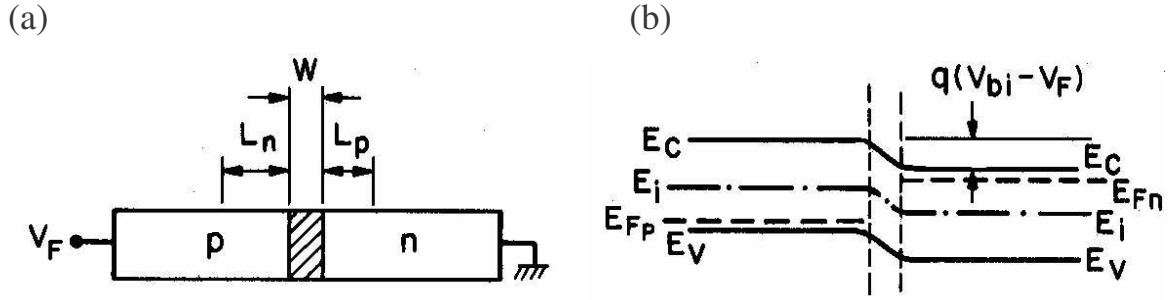 (a)
(b)
W
L_n
L_p
V_F
p
n
q(V_bi - V_F)
E_C
E_C
E_i
E_Fn
E_Fp
E_i
E_V
E_V